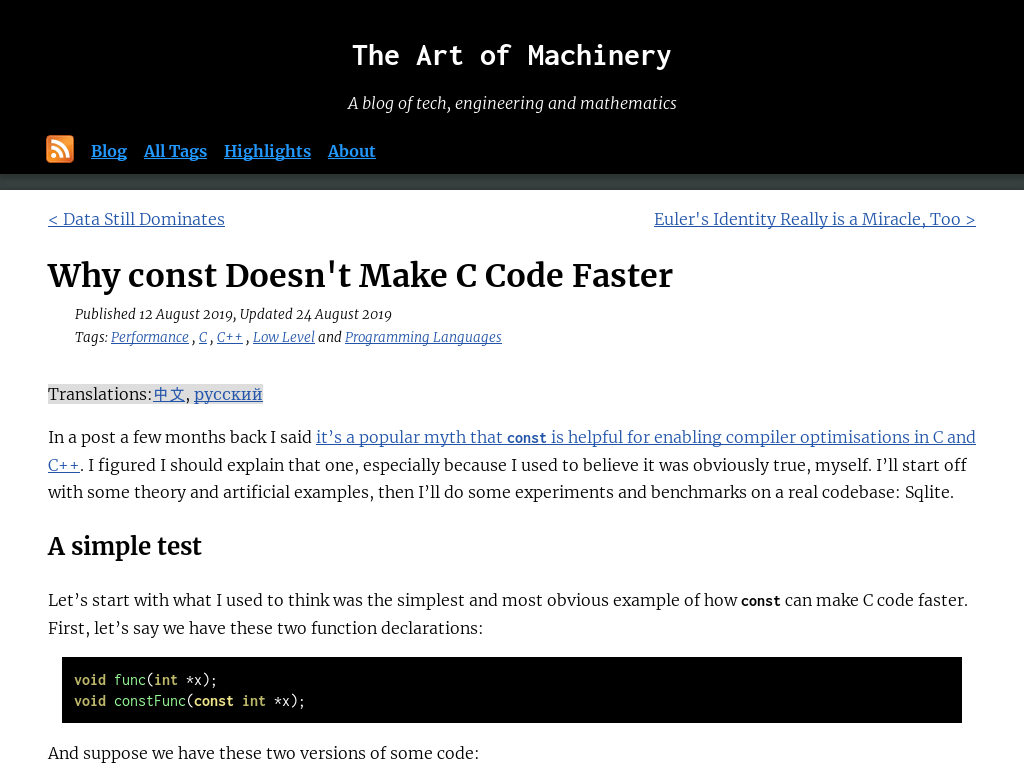 The Art of Machinery
A blog of tech, engineering and mathematics
Blog All Tags Highlights About
< Data Still Dominates Euler's Identity Really is a Miracle, Too >
Why const Doesn't Make C Code Faster
Published 12 August 2019, Updated 24 August 2019
Tags: Performance , C , C++ , Low Level and Programming Languages
Translations:中文, русский
In a post a few months back I said it’s a popular myth that const is helpful for enabling compiler optimisations in C and
C++. I figured I should explain that one, especially because I used to believe it was obviously true, myself. I’ll start off
with some theory and artificial examples, then I’ll do some experiments and benchmarks on a real codebase: Sqlite.
A simple test
Let’s start with what I used to think was the simplest and most obvious example of how const can make C code faster.
First, let’s say we have these two function declarations:
void func(int *x);
void constFunc(const int *x);
And suppose we have these two versions of some code: